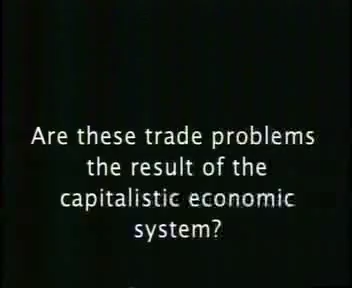 Are these trade problems
the result of the
capitalistic economic
system?